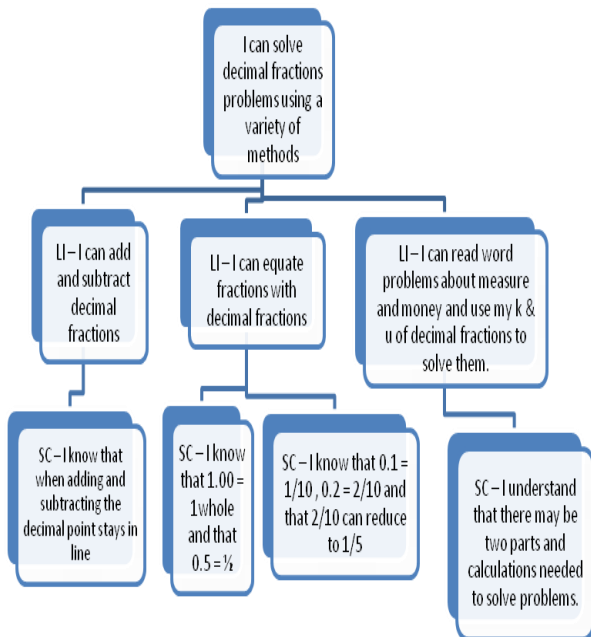 I can solve
decimal fractions
problems using a
variety of
methods
LI – I can add
and subtract
decimal
fractions
LI – I can equate
fractions with
decimal fractions
LI – I can read word
problems about measure
and money and use my k &
u of decimal fractions to
solve them.
SC – I know that
when adding and
subtracting the
decimal point stays in
line
SC – I know
that 1.00 =
1whole
and that
0.5 = ½
SC – I know that 0.1 =
1/10 , 0.2 = 2/10 and
that 2/10 can reduce
to 1/5
SC – I understand
that there may be
two parts and
calculations needed
to solve problems.